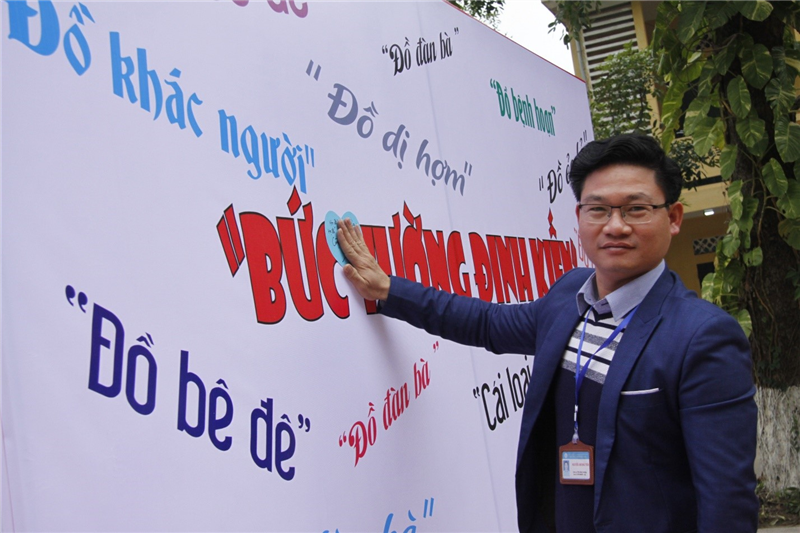 Đồ khác người"
"Đồ đàn bà"
"Đồ dị hợm"
"Đồ bệnh hoạn"
"Đồ
"BỨC TƯỜNG ĐỊNH KIẾN"
"Đồ bê đê"
"Đồ đàn bà"
"Cái loại